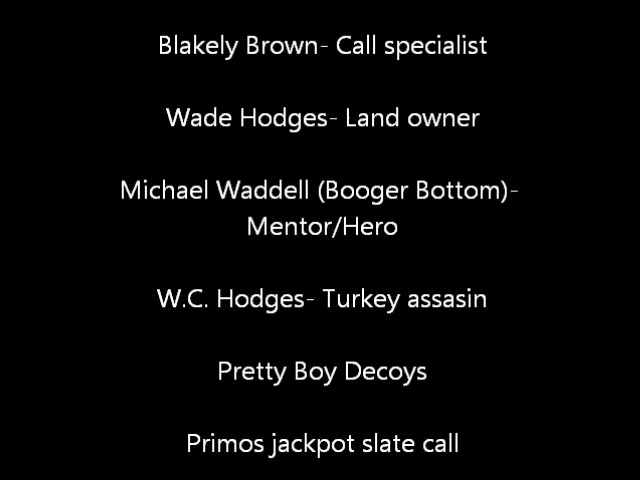 Blakely Brown- Call specialist
Wade Hodges- Land owner
Michael Waddell (Booger Bottom)-
Mentor/Hero
W.C. Hodges- Turkey assasin
Pretty Boy Decoys
Primos jackpot slate call